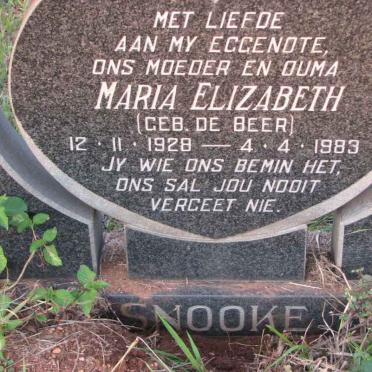 MET LIEFDE
AAN MY EGGENOTE,
ONS MOEDER EN OUMA
MARIA ELIZABETH
(GEB. DE BEER)
12 · 11 · 1928 — 4 · 4 · 1983
JY WIE ONS BEMIN HET,
ONS SAL JOU NOOIT
VERGEET NIE.
SNOOKE